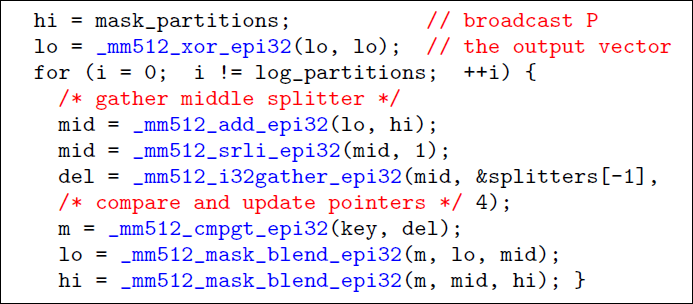 hi = mask_partitions; // broadcast P
lo = _mm512_xor_epi32(lo, lo); // the output vector
for (i = 0; i != log_partitions; ++i) {
/* gather middle splitter */
mid = _mm512_add_epi32(lo, hi);
mid = _mm512_srli_epi32(mid, 1);
del = _mm512_i32gather_epi32(mid, &splitters[-1],
/* compare and update pointers */ 4);
m = _mm512_cmpgt_epi32(key, del);
lo = _mm512_mask_blend_epi32(m, lo, mid);
hi = _mm512_mask_blend_epi32(m, mid, hi); }